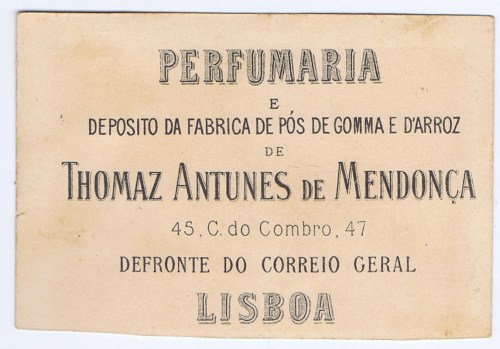 PERFUMARIA
E
DEPOSITO DA FABRICA DE PÓS DE GOMMA E D'ARROZ
DE
THOMAZ ANTUNES DE MENDONÇA
45, C. do Combro, 47
DEFRONTE DO CORREIO GERAL
LISBOA